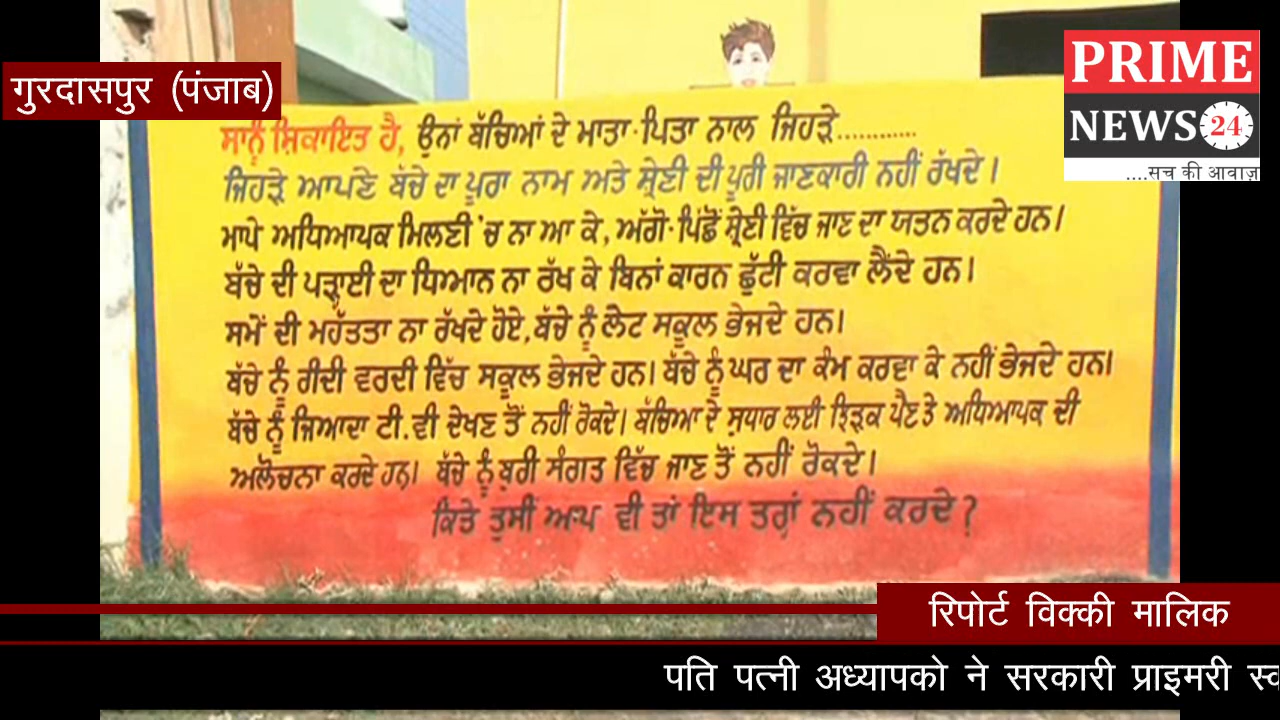 गुरदासपुर (पंजाब)
PRIME
NEWS 24
....सच की आवाज़
ਸਾਨੂੰ ਸ਼ਿਕਾਇਤ ਹੈ, ਉਨਾਂ ਬੱਚਿਆਂ ਦੇ ਮਾਤਾ-ਪਿਤਾ ਨਾਲ ਜਿਹੜੇ............
ਜਿਹੜੇ ਆਪਣੇ ਬੱਚੇ ਦਾ ਪੂਰਾ ਨਾਮ ਅਤੇ ਸ਼੍ਰੇਣੀ ਦੀ ਪੂਰੀ ਜਾਣਕਾਰੀ ਨਹੀਂ ਰੱਖਦੇ।
ਮਾਪੇ ਅਧਿਆਪਕ ਮਿਲਣੀ 'ਚ ਨਾ ਆ ਕੇ, ਅੱਗੋ-ਪਿੱਛੋਂ ਸ਼੍ਰੇਣੀ ਵਿੱਚ ਜਾਣ ਦਾ ਯਤਨ ਕਰਦੇ ਹਨ।
ਬੱਚੇ ਦੀ ਪੜ੍ਹਾਈ ਦਾ ਧਿਆਨ ਨਾ ਰੱਖ ਕੇ ਬਿਨਾਂ ਕਾਰਨ ਛੁੱਟੀ ਕਰਵਾ ਲੈਂਦੇ ਹਨ।
ਸਮੇਂ ਦੀ ਮਹੱਤਤਾ ਨਾ ਰੱਖਦੇ ਹੋਏ, ਬੱਚੇ ਨੂੰ ਲੇਟ ਸਕੂਲ ਭੇਜਦੇ ਹਨ।
ਬੱਚੇ ਨੂੰ ਗੰਦੀ ਵਰਦੀ ਵਿੱਚ ਸਕੂਲ ਭੇਜਦੇ ਹਨ। ਬੱਚੇ ਨੂੰ ਘਰ ਦਾ ਕੰਮ ਕਰਵਾ ਕੇ ਨਹੀਂ ਭੇਜਦੇ ਹਨ।
ਬੱਚੇ ਨੂੰ ਜਿਆਦਾ ਟੀ.ਵੀ ਦੇਖਣ ਤੋਂ ਨਹੀਂ ਰੋਕਦੇ। ਬੱਚਿਆ ਦੇ ਸੁਧਾਰ ਲਈ ਝਿੜਕ ਪੈਣ ਤੇ ਅਧਿਆਪਕ ਦੀ
ਅਲੋਚਨਾ ਕਰਦੇ ਹਨ। ਬੱਚੇ ਨੂੰ ਬੁਰੀ ਸੰਗਤ ਵਿੱਚ ਜਾਣ ਤੋਂ ਨਹੀਂ ਰੋਕਦੇ।
ਕਿਤੇ ਤੁਸੀਂ ਆਪ ਵੀ ਤਾਂ ਇਸ ਤਰ੍ਹਾਂ ਨਹੀਂ ਕਰਦੇ?
रिपोर्ट विक्की मालिक
पति पत्नी अध्यापको ने सरकारी प्राइमरी